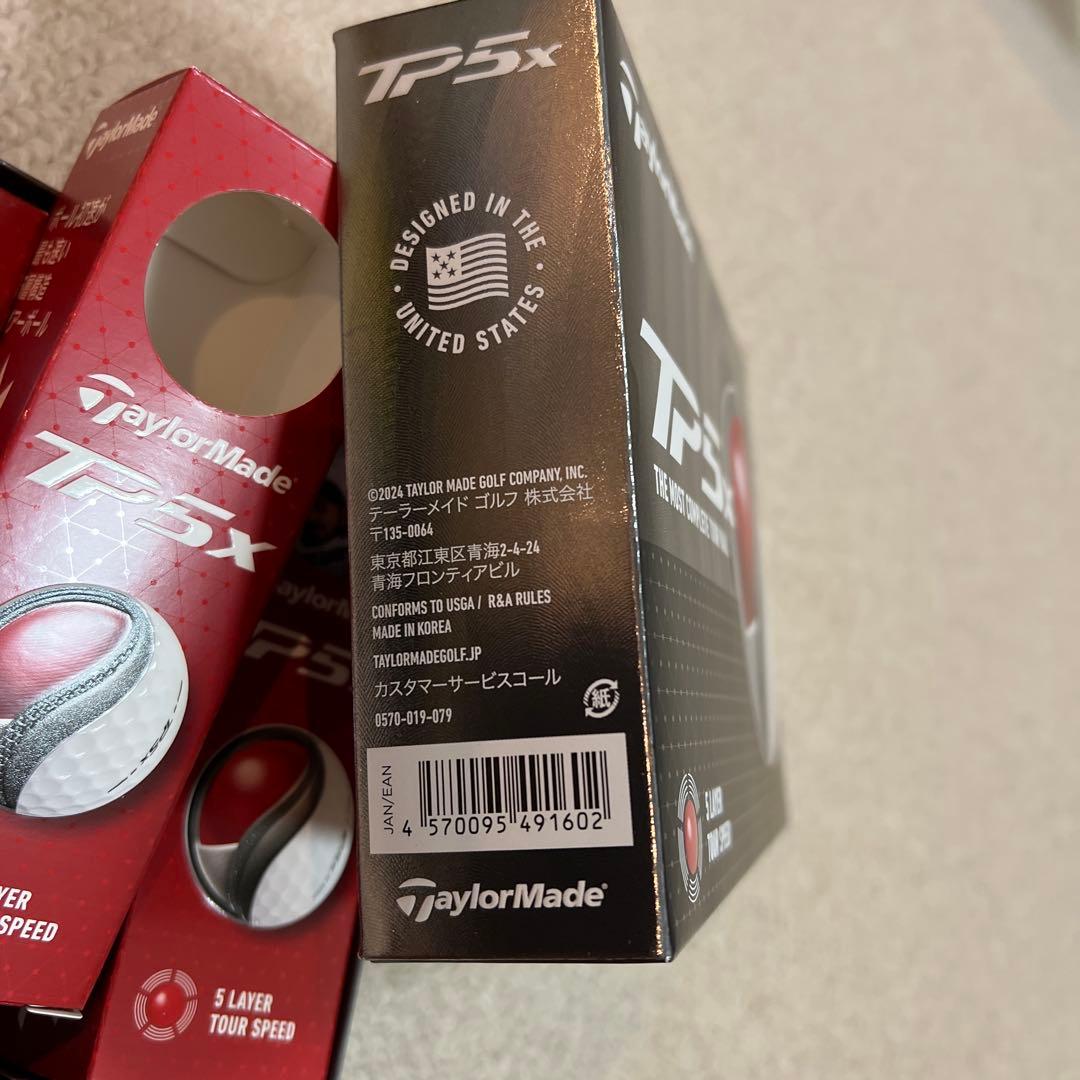 TP5x
DESIGNED IN THE
UNITED STATES
©2024 TAYLOR MADE GOLF COMPANY, INC.
テーラーメイド ゴルフ 株式会社
〒135-0064
東京都江東区青海2-4-24
青海フロンティアビル
CONFORMS TO USGA / R&A RULES
MADE IN KOREA
TAYLORMADEGOLF.JP
カスタマーサービスコール
0570-019-079
紙
JAN/EAN
4 570095 491602
TaylorMade
TaylorMade
TP5x
THE MOST COMPLETE TOUR BALL
5 LAYER
TOUR SPEED
TaylorMade
TaylorMade
TP5x
TP5x
YER
SPEED
TP5
5 LAYER
TOUR SPEED